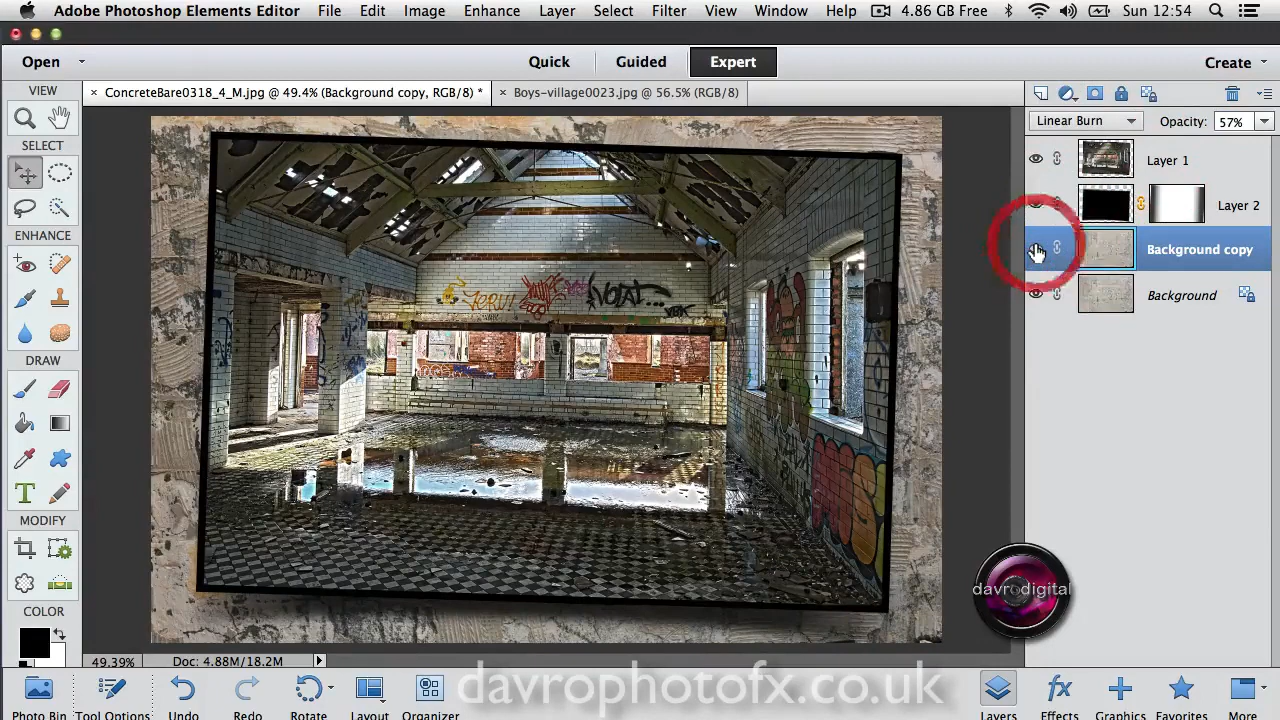 Adobe Photoshop Elements Editor File Edit Image Enhance Layer Select Filter View Window Help 4.86 GB Free Sun 12:54
Open Quick Guided Expert Create
VIEW × ConcreteBare0318_4_M.jpg @ 49.4% (Background copy, RGB/8) * × Boys-village0023.jpg @ 56.5% (RGB/8)
Linear Burn Opacity: 57%
SELECT
Layer 1
Layer 2
ENHANCE
Background copy
Background
DRAW
T
MODIFY
davrodigital
COLOR
49.39% Doc: 4.88M/18.2M
davrophotofx.co.uk
fx
Photo Bin Tool Options Undo Redo Rotate Layout Organizer Layers Effects Graphics Favorites More